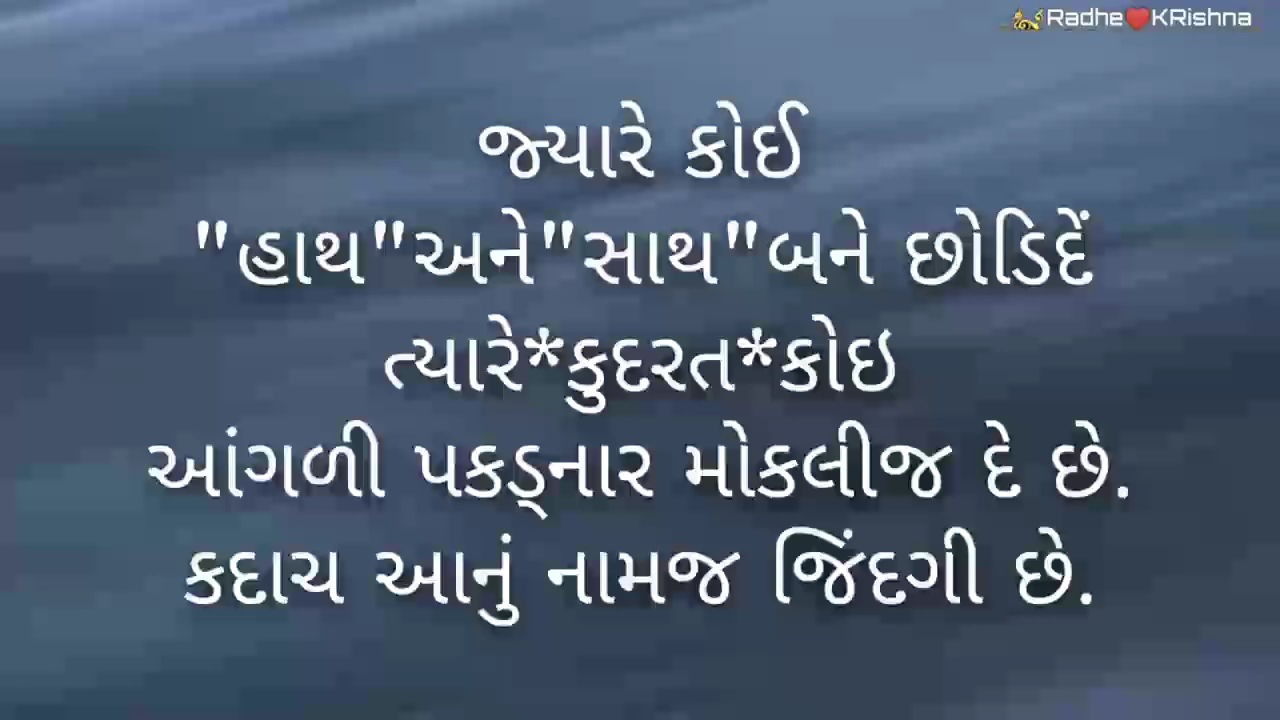 Radhe❤️KRishna
જ્યારે કોઈ
"હાથ"અને"સાથ"બને છોડિદેં
ત્યારે*કુદરત*કોઇ
આંગળી પકડ્નાર મોકલીજ દે છે.
કદાચ આનું નામજ જિંદગી છે.